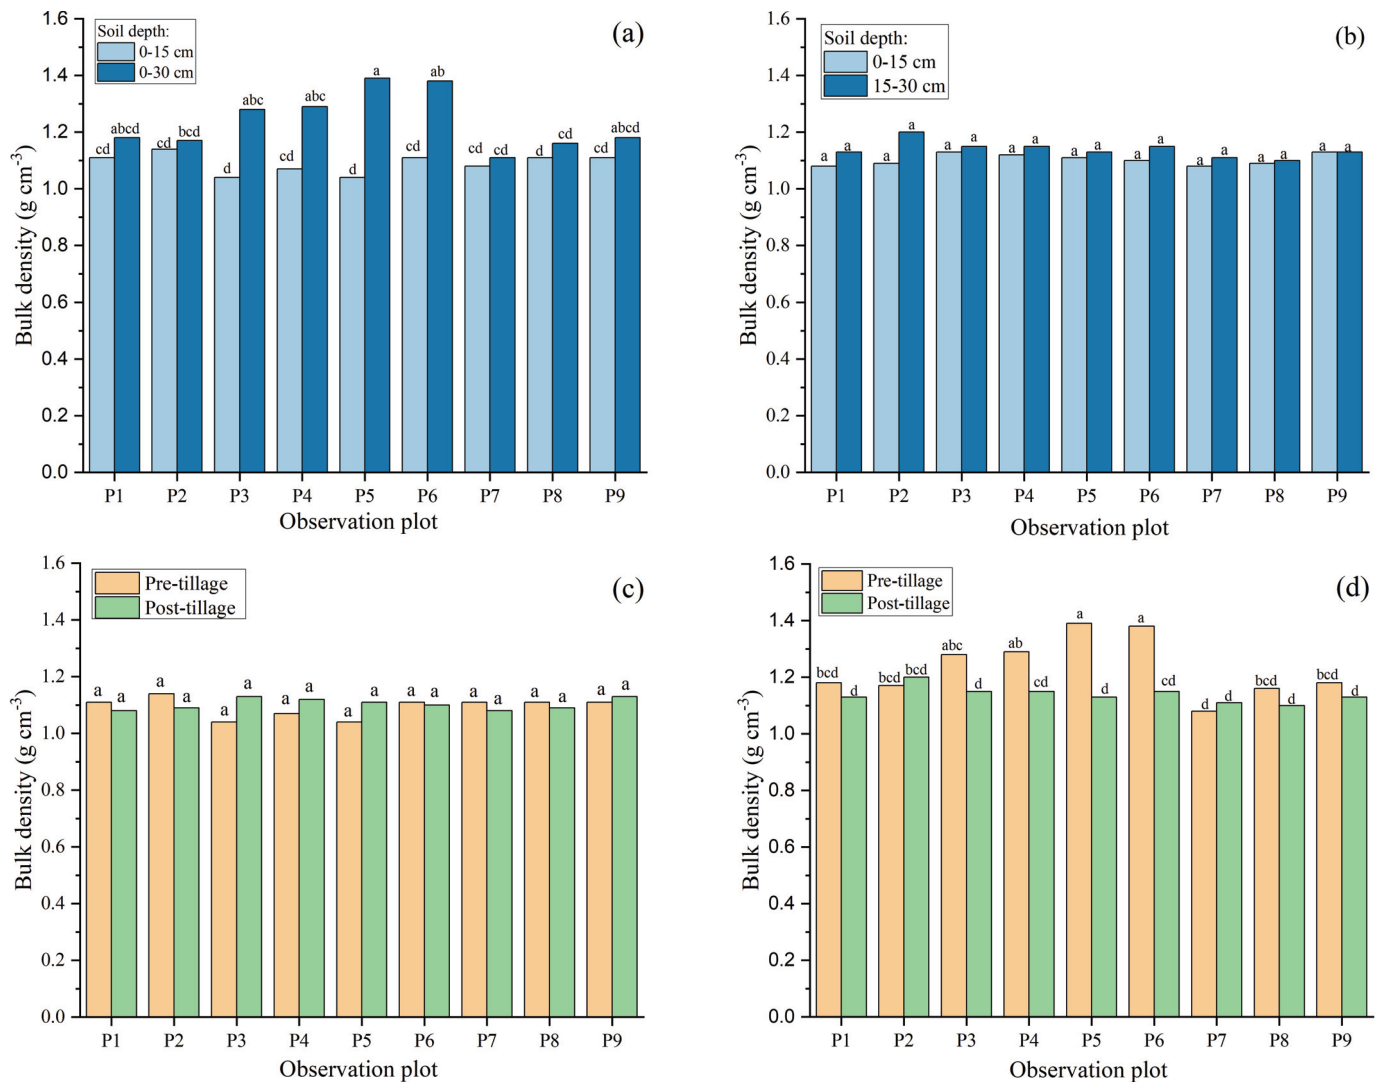 (a)
Soil depth:
0-15 cm
0-30 cm
Bulk density (g cm⁻³)
1.6
1.4
1.2
1.0
0.8
0.6
0.4
0.2
0.0
cd abcd cd bcd d abc cd abc d a cd ab cd cd d cd cd abcd
P1 P2 P3 P4 P5 P6 P7 P8 P9
Observation plot
(b)
Soil depth:
0-15 cm
15-30 cm
Bulk density (g cm⁻³)
1.6
1.4
1.2
1.0
0.8
0.6
0.4
0.2
0.0
a a a a a a a a a a a a a a a a a a
P1 P2 P3 P4 P5 P6 P7 P8 P9
Observation plot
(c)
Pre-tillage
Post-tillage
Bulk density (g cm⁻³)
1.6
1.4
1.2
1.0
0.8
0.6
0.4
0.2
0.0
a a a a a a a a a a a a a a a a a a
P1 P2 P3 P4 P5 P6 P7 P8 P9
Observation plot
(d)
Pre-tillage
Post-tillage
Bulk density (g cm⁻³)
1.6
1.4
1.2
1.0
0.8
0.6
0.4
0.2
0.0
bcd d bcd bcd abc d ab cd a d a cd d d bcd d bcd d
P1 P2 P3 P4 P5 P6 P7 P8 P9
Observation plot